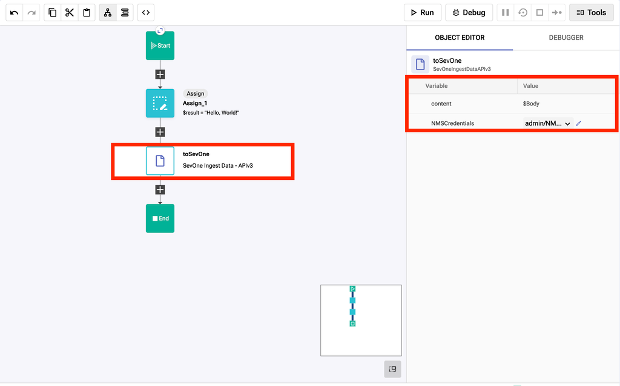 Run
Debug
Tools
OBJECT EDITOR
DEBUGGER
toSevOne
SevOneIngestDataAPIv3
Variable
Value
content
$Body
NMSCredentials
admin/NM...
Start
Assign
Assign_1
$result = "Hello, World!"
toSevOne
SevOne Ingest Data - APIv3
End